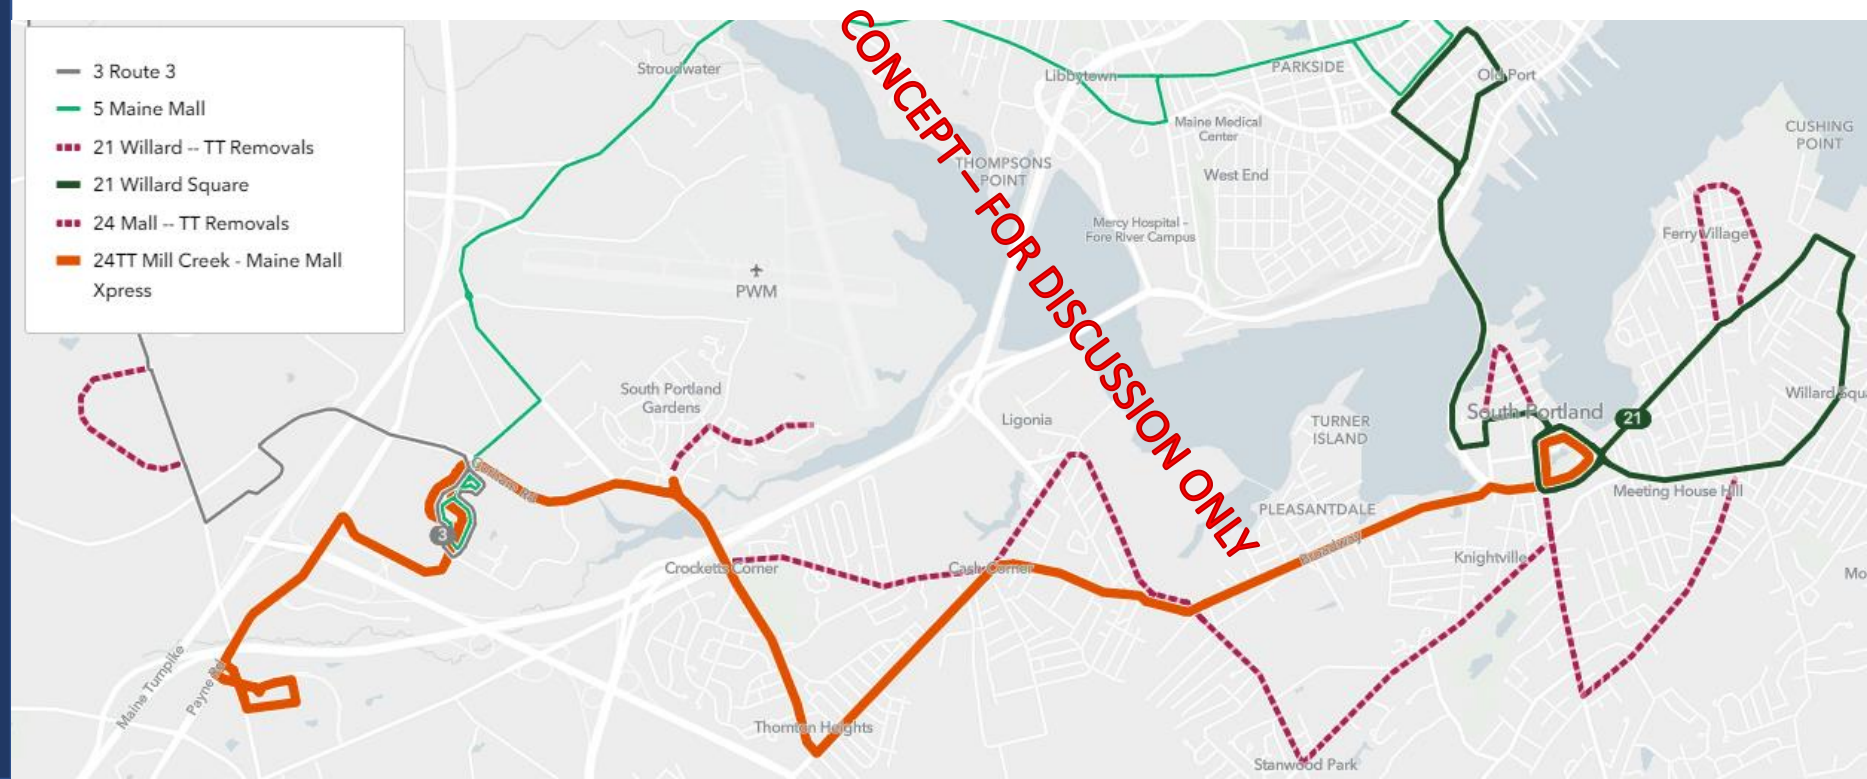 3 Route 3
5 Maine Mall
21 Willard -- TT Removals
21 Willard Square
24 Mall -- TT Removals
24TT Mill Creek - Maine Mall
Xpress
CONCEPT – FOR DISCUSSION ONLY
Stroudwater
Libbytown
PARKSIDE
Old Port
Maine Medical
Center
CUSHING
POINT
THOMPSONS
POINT
West End
Mercy Hospital -
Fore River Campus
Ferry Village
PWM
South Portland
Gardens
Ligonia
TURNER
ISLAND
South Portland
21
Willard Squa
Gorham Rd
3
Meeting House Hill
PLEASANTDALE
Broadway
Knightville
Crocketts Corner
Cash Corner
Mo
Maine Turnpike
Payne Rd
Thornton Heights
Stanwood Park